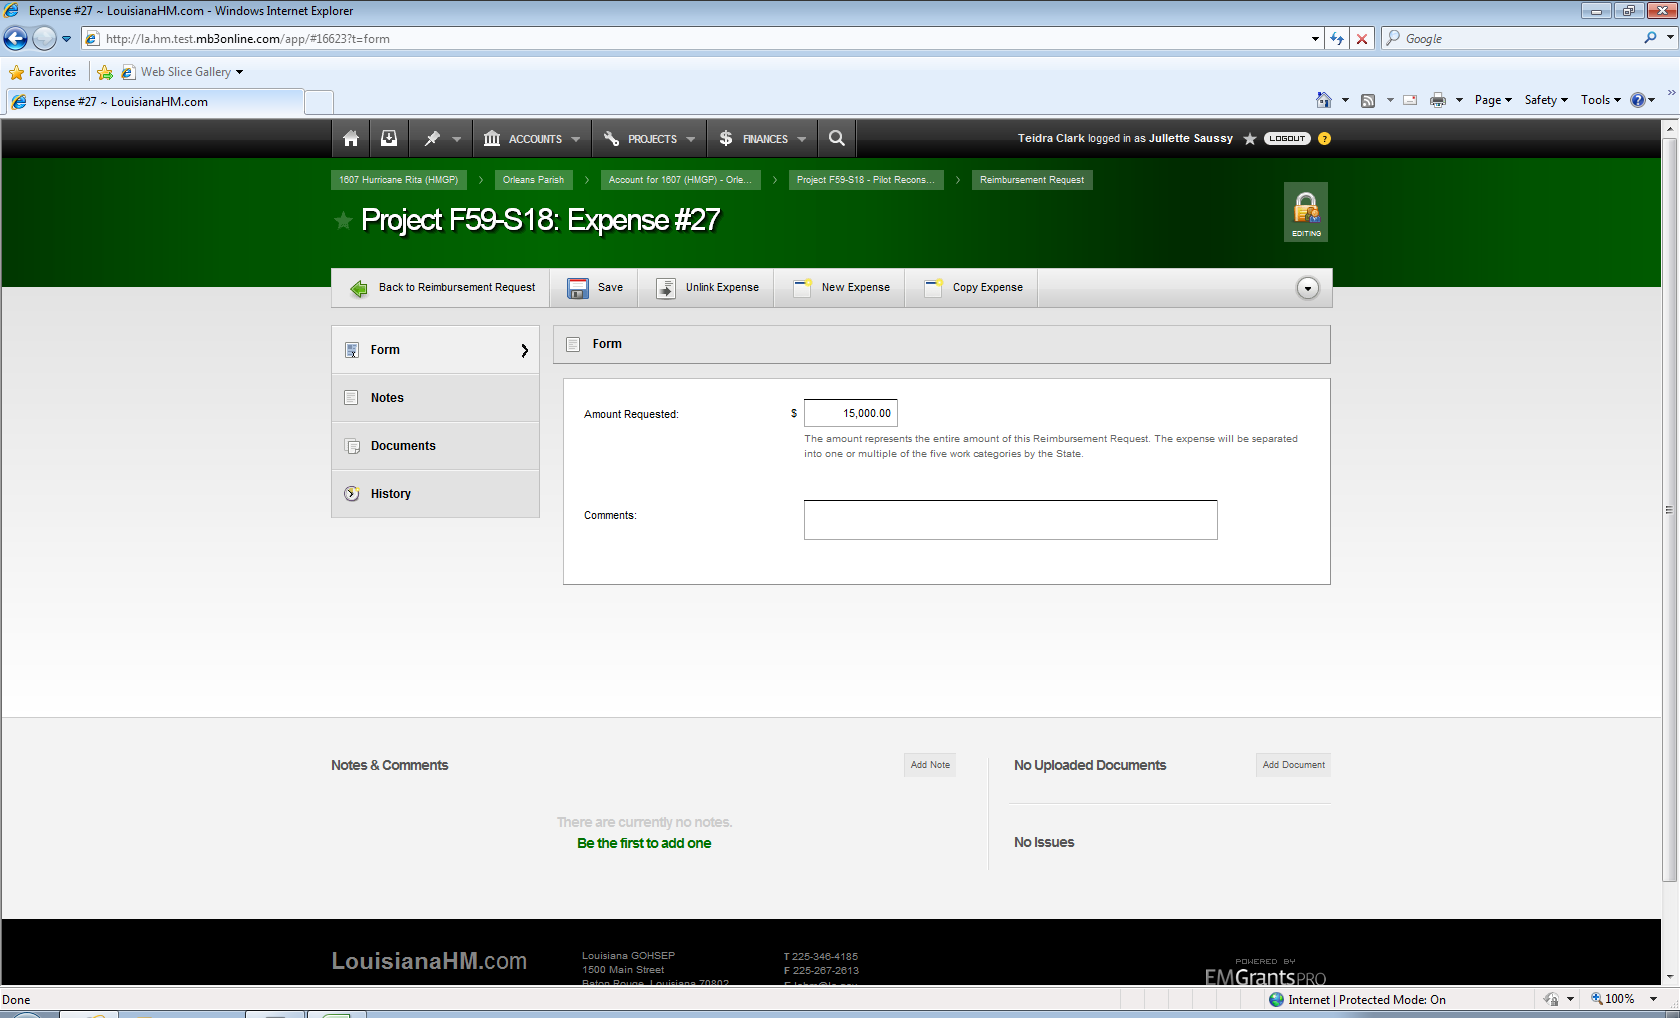 Expense #27 ~ LouisianaHM.com - Windows Internet Explorer
http://la.hm.test.mb3online.com/app/#16623?t=form
Google
Favorites
Web Slice Gallery
Expense #27 ~ LouisianaHM.com
Page
Safety
Tools
ACCOUNTS
PROJECTS
$ FINANCES
Teidra Clark logged in as Jullette Saussy
LOGOUT
?
1607 Hurricane Rita (HMGP)
Orleans Parish
Account for 1607 (HMGP) - Orle...
Project F59-S18 - Pilot Recons...
Reimbursement Request
Project F59-S18: Expense #27
EDITING
Back to Reimbursement Request
Save
Unlink Expense
New Expense
Copy Expense
Form
Notes
Documents
History
Form
Amount Requested:
$ 15,000.00
The amount represents the entire amount of this Reimbursement Request. The expense will be separated
into one or multiple of the five work categories by the State.
Comments:
Notes & Comments
Add Note
There are currently no notes.
Be the first to add one
No Uploaded Documents
Add Document
No Issues
LouisianaHM.com
Louisiana GOHSEP
1500 Main Street
Baton Rouge, Louisiana 70802
T 225-346-4185
F 225-267-2613
POWERED BY
EMGrantsPRO
Done
Internet | Protected Mode: On
100%